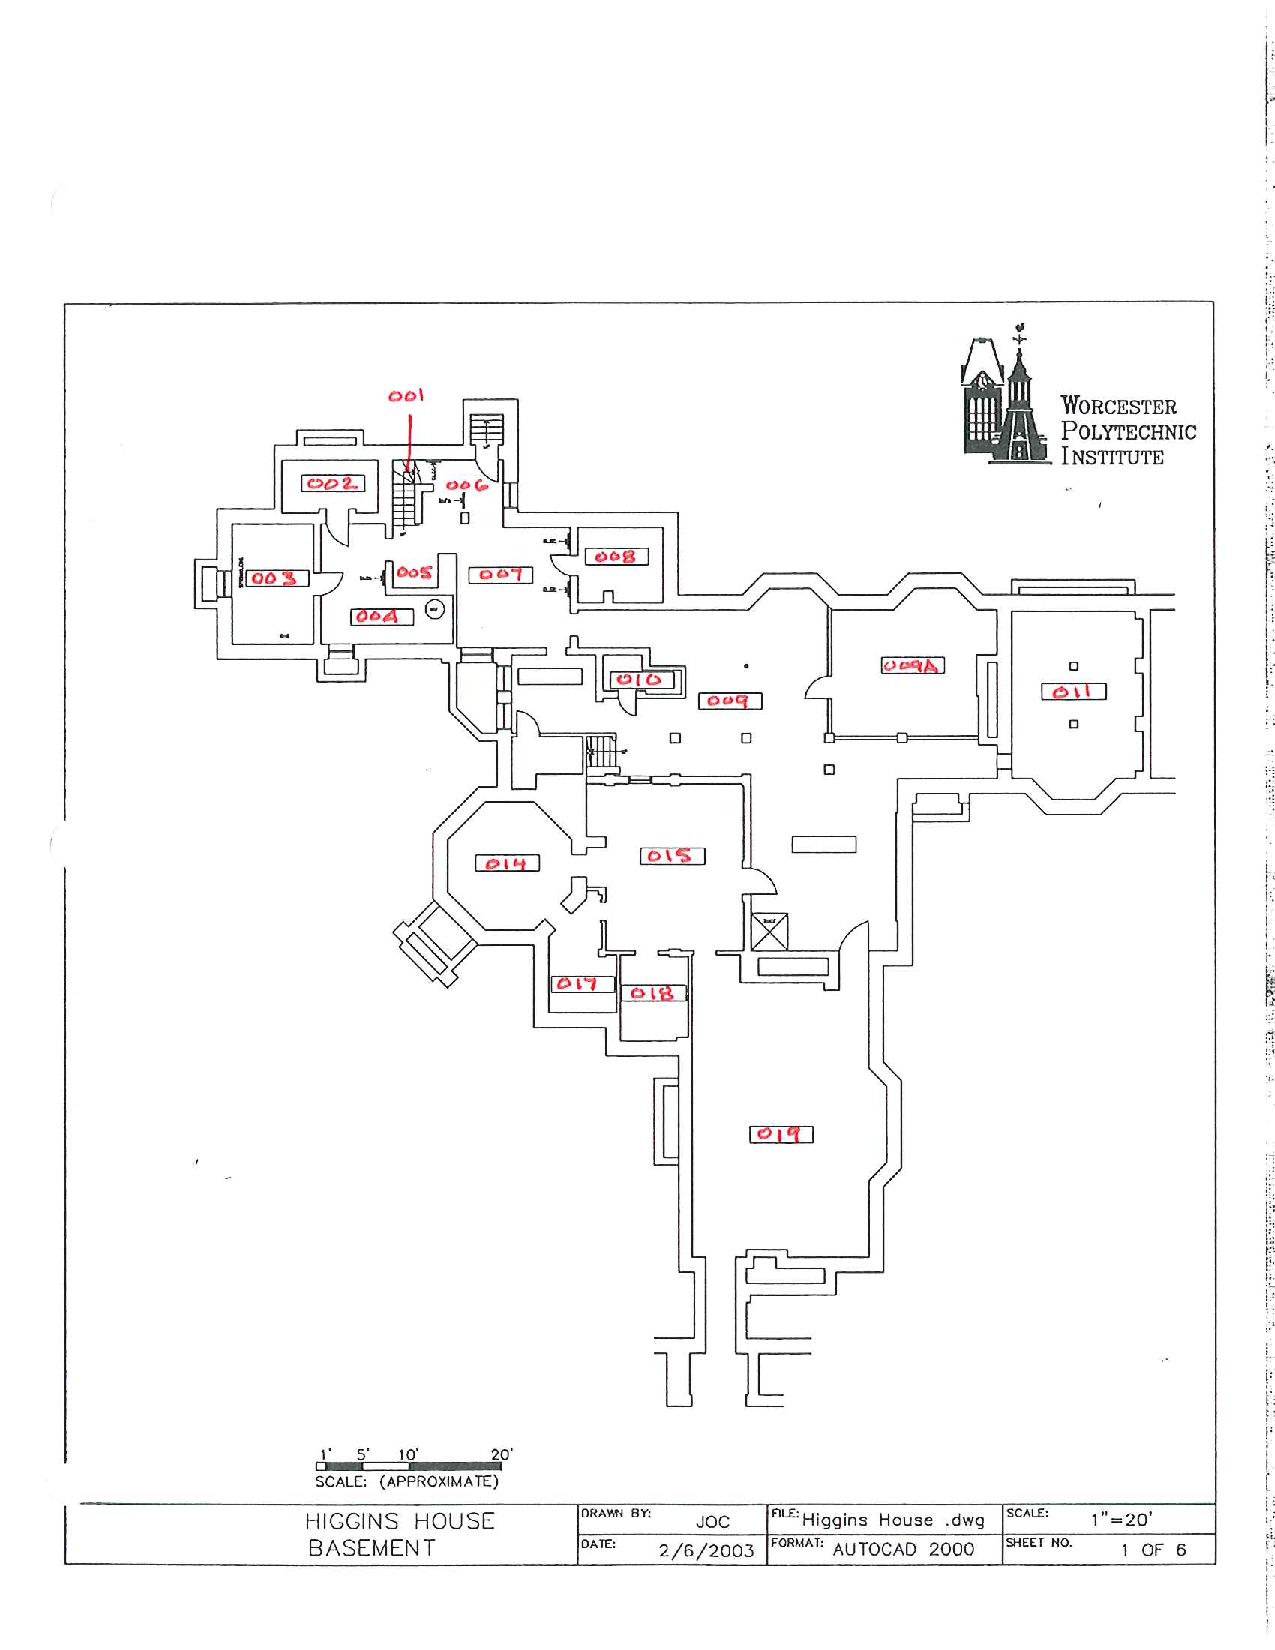 WORCESTER
POLYTECHNIC
INSTITUTE
001
002
006
003
005
007
008
004
009A
010
009
011
014
015
017
018
019
1' 5' 10' 20'
SCALE: (APPROXIMATE)
HIGGINS HOUSE
BASEMENT
DRAWN BY: JOC
DATE: 2/6/2003
FILE: Higgins House .dwg
FORMAT: AUTOCAD 2000
SCALE: 1"=20'
SHEET NO. 1 OF 6